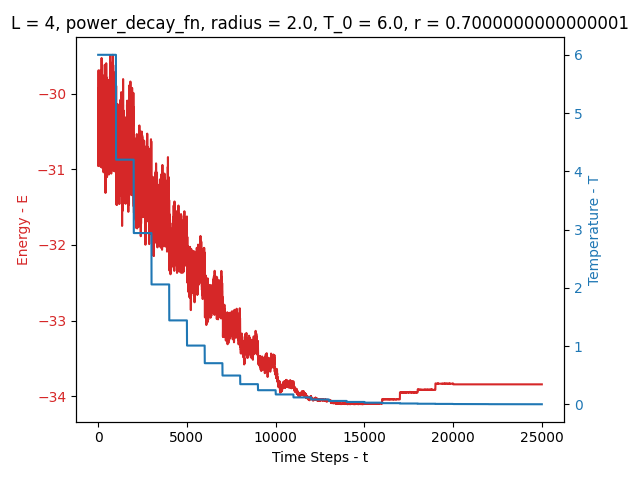 L = 4, power_decay_fn, radius = 2.0, T_0 = 6.0, r = 0.7000000000000001
Energy - E
−30
−31
−32
−33
−34
6
5
4
3
2
1
0
Temperature - T
0 5000 10000 15000 20000 25000
Time Steps - t